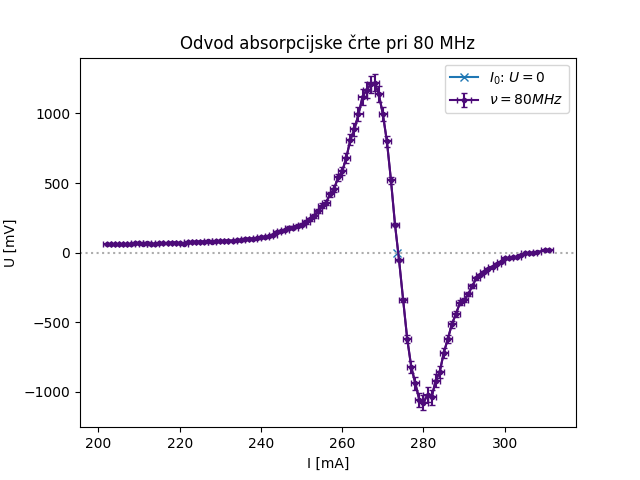 Odvod absorpcijske črte pri 80 MHz
I₀: U = 0
ν = 80MHz
U [mV]
1000
500
0
−500
−1000
200
220
240
260
280
300
I [mA]